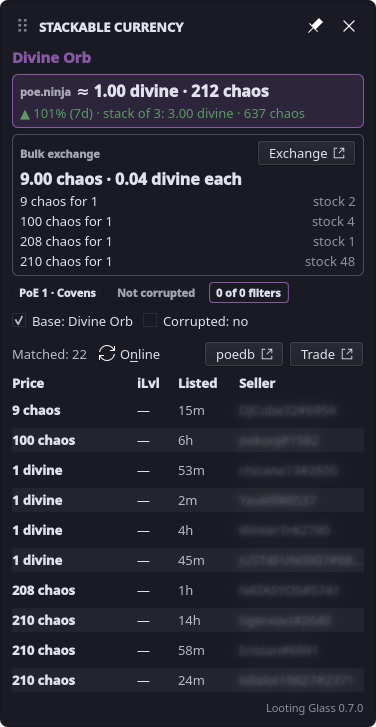 STACKABLE CURRENCY
Divine Orb
poe.ninja ≈ 1.00 divine · 212 chaos
▲ 101% (7d) · stack of 3: 3.00 divine · 637 chaos
Bulk exchange Exchange
9.00 chaos · 0.04 divine each
9 chaos for 1 stock 2
100 chaos for 1 stock 4
208 chaos for 1 stock 1
210 chaos for 1 stock 48
PoE 1 · Covens Not corrupted 0 of 0 filters
Base: Divine Orb Corrupted: no
Matched: 22 Online poedb Trade
Price iLvl Listed Seller
9 chaos — 15m
100 chaos — 6h
1 divine — 53m
1 divine — 2m
1 divine — 4h
1 divine — 45m
208 chaos — 1h
210 chaos — 14h
210 chaos — 58m
210 chaos — 24m
Looting Glass 0.7.0